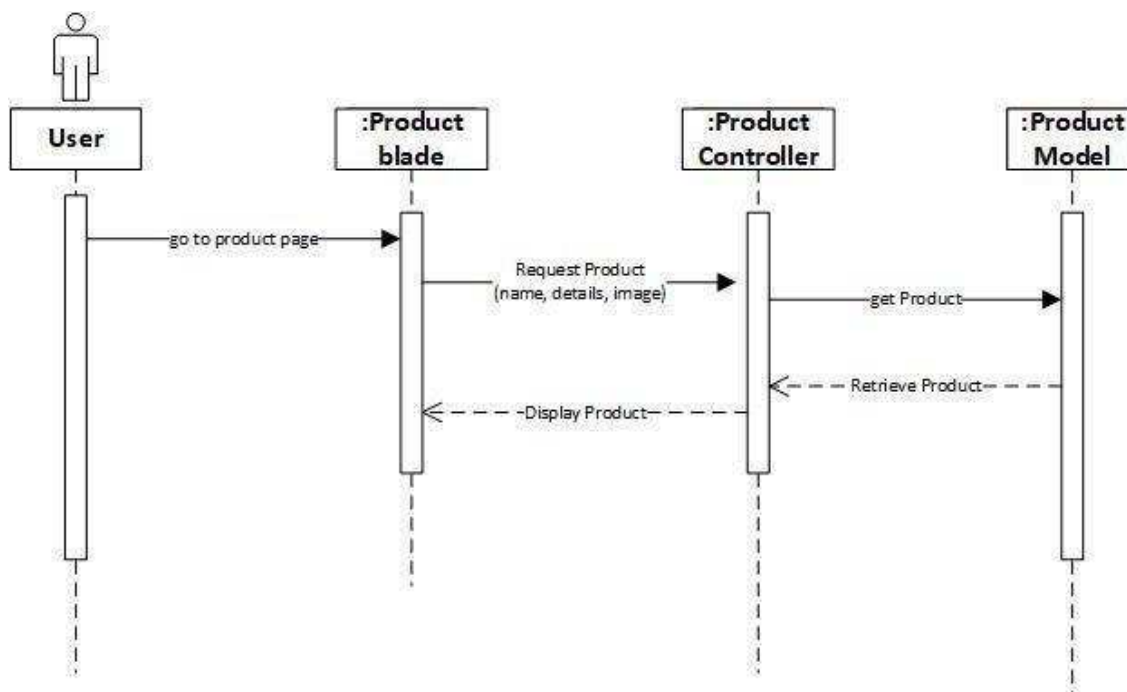 User
:Product
blade
:Product
Controller
:Product
Model
go to product page
Request Product
(name, details, image)
get Product
Retrieve Product
Display Product